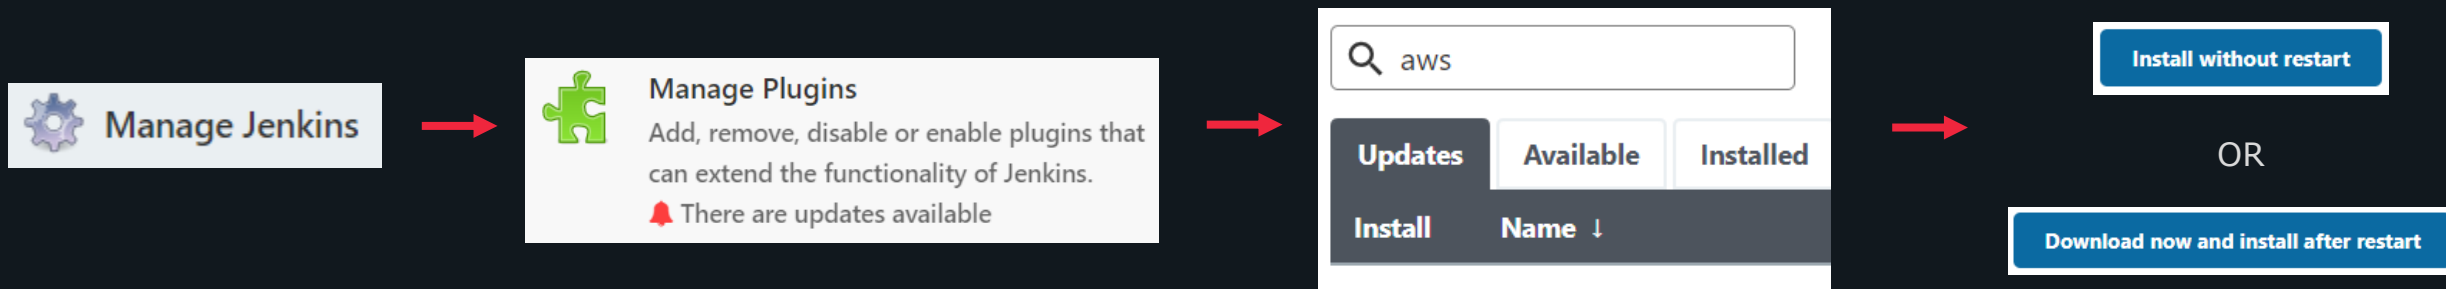 Manage Jenkins
Manage Plugins
Add, remove, disable or enable plugins that
can extend the functionality of Jenkins.
There are updates available
aws
Updates Available Installed
Install Name ↓
Install without restart
OR
Download now and install after restart